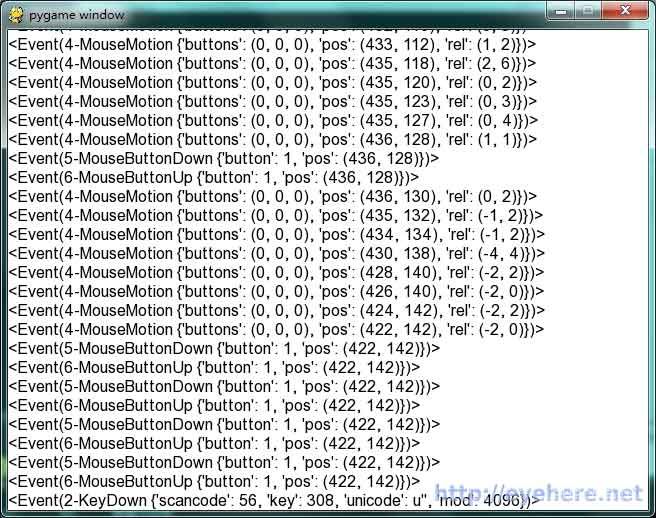 pygame window
<Event(4-MouseMotion {'buttons': (0, 0, 0), 'pos': (433, 112), 'rel': (1, 2)})>
<Event(4-MouseMotion {'buttons': (0, 0, 0), 'pos': (435, 118), 'rel': (2, 6)})>
<Event(4-MouseMotion {'buttons': (0, 0, 0), 'pos': (435, 120), 'rel': (0, 2)})>
<Event(4-MouseMotion {'buttons': (0, 0, 0), 'pos': (435, 123), 'rel': (0, 3)})>
<Event(4-MouseMotion {'buttons': (0, 0, 0), 'pos': (435, 127), 'rel': (0, 4)})>
<Event(4-MouseMotion {'buttons': (0, 0, 0), 'pos': (436, 128), 'rel': (1, 1)})>
<Event(5-MouseButtonDown {'button': 1, 'pos': (436, 128)})>
<Event(6-MouseButtonUp {'button': 1, 'pos': (436, 128)})>
<Event(4-MouseMotion {'buttons': (0, 0, 0), 'pos': (436, 130), 'rel': (0, 2)})>
<Event(4-MouseMotion {'buttons': (0, 0, 0), 'pos': (435, 132), 'rel': (-1, 2)})>
<Event(4-MouseMotion {'buttons': (0, 0, 0), 'pos': (434, 134), 'rel': (-1, 2)})>
<Event(4-MouseMotion {'buttons': (0, 0, 0), 'pos': (430, 138), 'rel': (-4, 4)})>
<Event(4-MouseMotion {'buttons': (0, 0, 0), 'pos': (428, 140), 'rel': (-2, 2)})>
<Event(4-MouseMotion {'buttons': (0, 0, 0), 'pos': (426, 140), 'rel': (-2, 0)})>
<Event(4-MouseMotion {'buttons': (0, 0, 0), 'pos': (424, 142), 'rel': (-2, 2)})>
<Event(4-MouseMotion {'buttons': (0, 0, 0), 'pos': (422, 142), 'rel': (-2, 0)})>
<Event(5-MouseButtonDown {'button': 1, 'pos': (422, 142)})>
<Event(6-MouseButtonUp {'button': 1, 'pos': (422, 142)})>
<Event(5-MouseButtonDown {'button': 1, 'pos': (422, 142)})>
<Event(6-MouseButtonUp {'button': 1, 'pos': (422, 142)})>
<Event(5-MouseButtonDown {'button': 1, 'pos': (422, 142)})>
<Event(6-MouseButtonUp {'button': 1, 'pos': (422, 142)})>
<Event(5-MouseButtonDown {'button': 1, 'pos': (422, 142)})>
<Event(6-MouseButtonUp {'button': 1, 'pos': (422, 142)})>
http://eyehere.net
<Event(2-KeyDown {'scancode': 56, 'key': 308, 'unicode': u'', 'mod': 4096})>